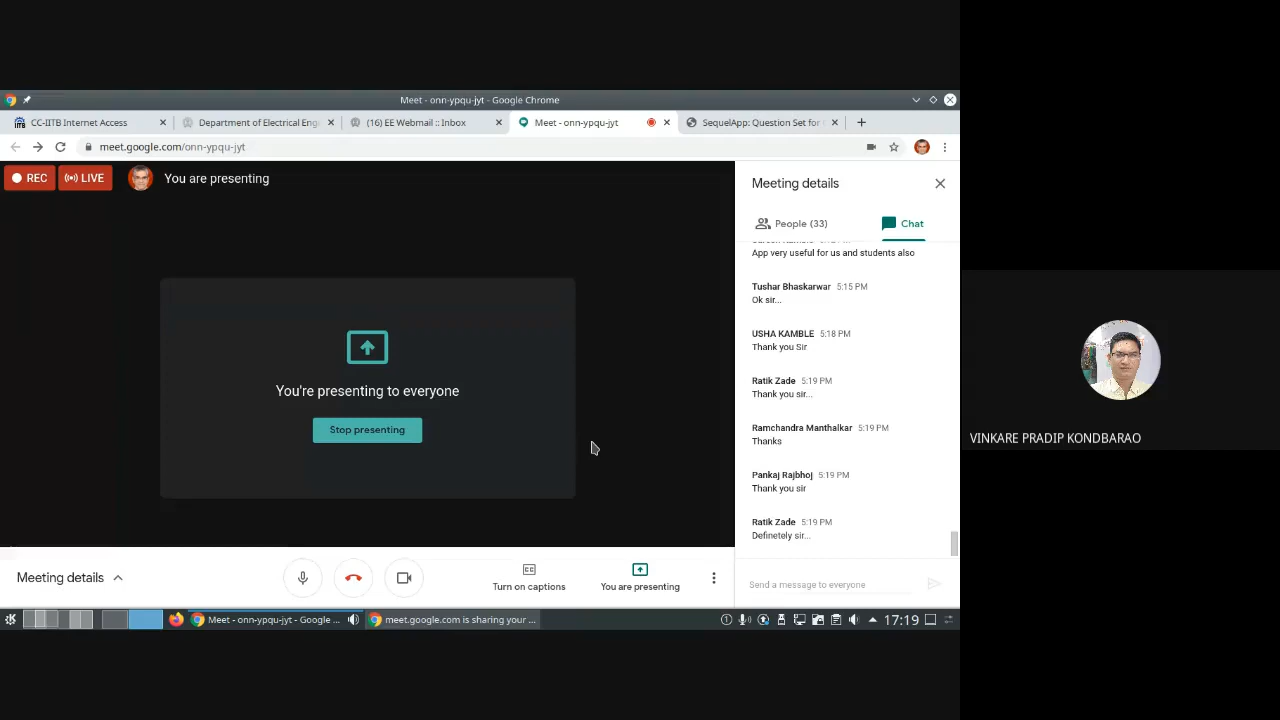 Meet - onn-ypqu-jyt - Google Chrome
CC-IITB Internet Access
Department of Electrical Eng
(16) EE Webmail :: Inbox
Meet - onn-ypqu-jyt
SequelApp: Question Set for
meet.google.com/onn-ypqu-jyt
REC
LIVE
You are presenting
You're presenting to everyone
Stop presenting
Meeting details
People (33)
Chat
App very useful for us and students also
Tushar Bhaskarwar 5:15 PM
Ok sir...
USHA KAMBLE 5:18 PM
Thank you Sir
Ratik Zade 5:19 PM
Thank you sir...
Ramchandra Manthalkar 5:19 PM
Thanks
Pankaj Rajbhoj 5:19 PM
Thank you sir
Ratik Zade 5:19 PM
Definetely sir...
Send a message to everyone
VINKARE PRADIP KONDBARAO
Meeting details
Turn on captions
You are presenting
Meet - onn-ypqu-jyt - Google ...
meet.google.com is sharing your ...
17:19